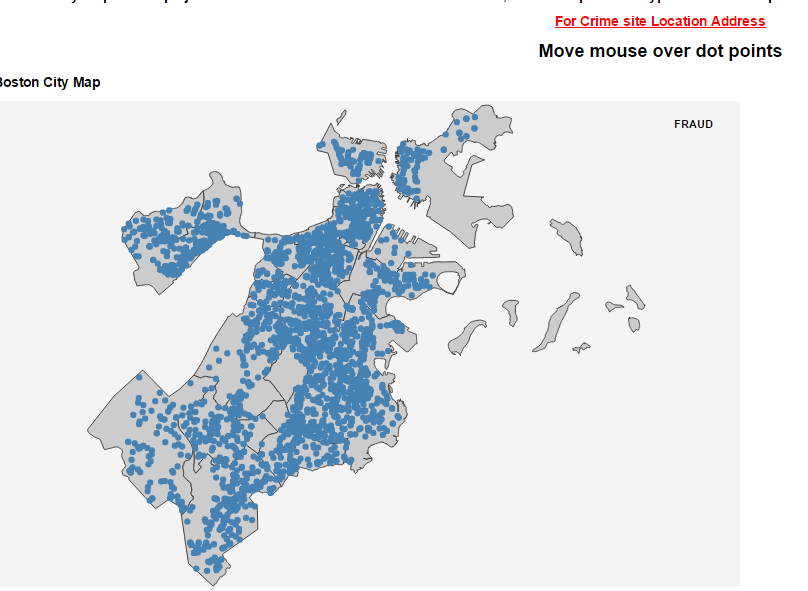 For Crime site Location Address
Move mouse over dot points
Boston City Map
FRAUD